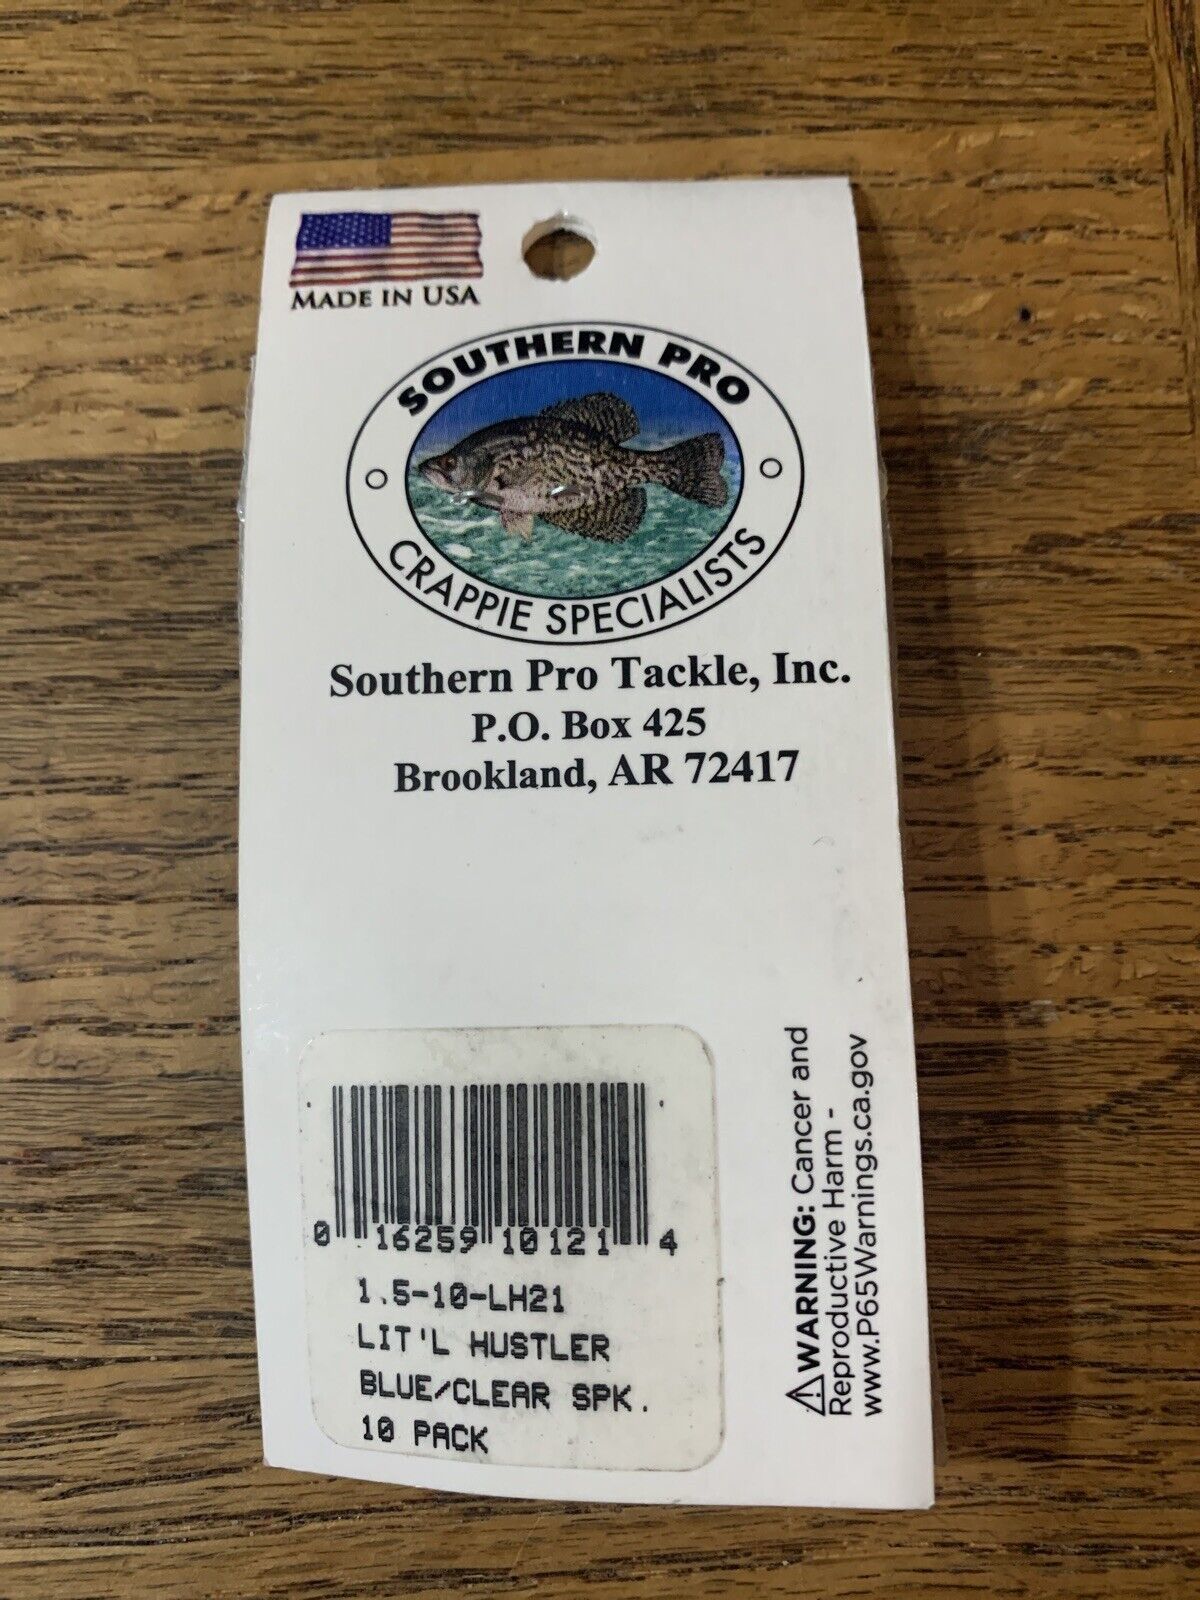 MADE IN USA
SOUTHERN PRO
CRAPPIE SPECIALISTS
Southern Pro Tackle, Inc.
P.O. Box 425
Brookland, AR 72417
0 16259 10121 4
1.5-10-LH21
LIT'L HUSTLER
BLUE/CLEAR SPK.
10 PACK
⚠WARNING: Cancer and
Reproductive Harm -
www.P65Warnings.ca.gov